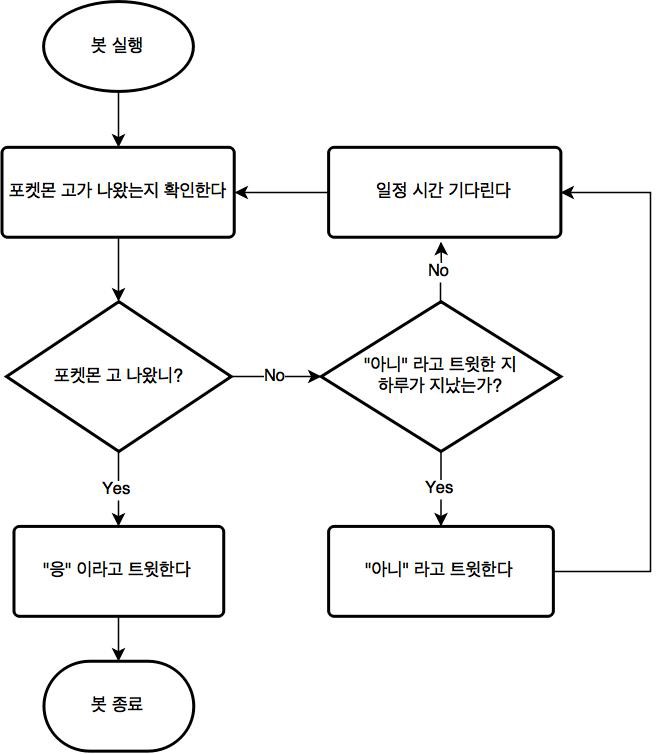 봇 실행
포켓몬 고가 나왔는지 확인한다
일정 시간 기다린다
No
포켓몬 고 나왔니?
No
"아니" 라고 트윗한 지
하루가 지났는가?
Yes
Yes
"응" 이라고 트윗한다
"아니" 라고 트윗한다
봇 종료